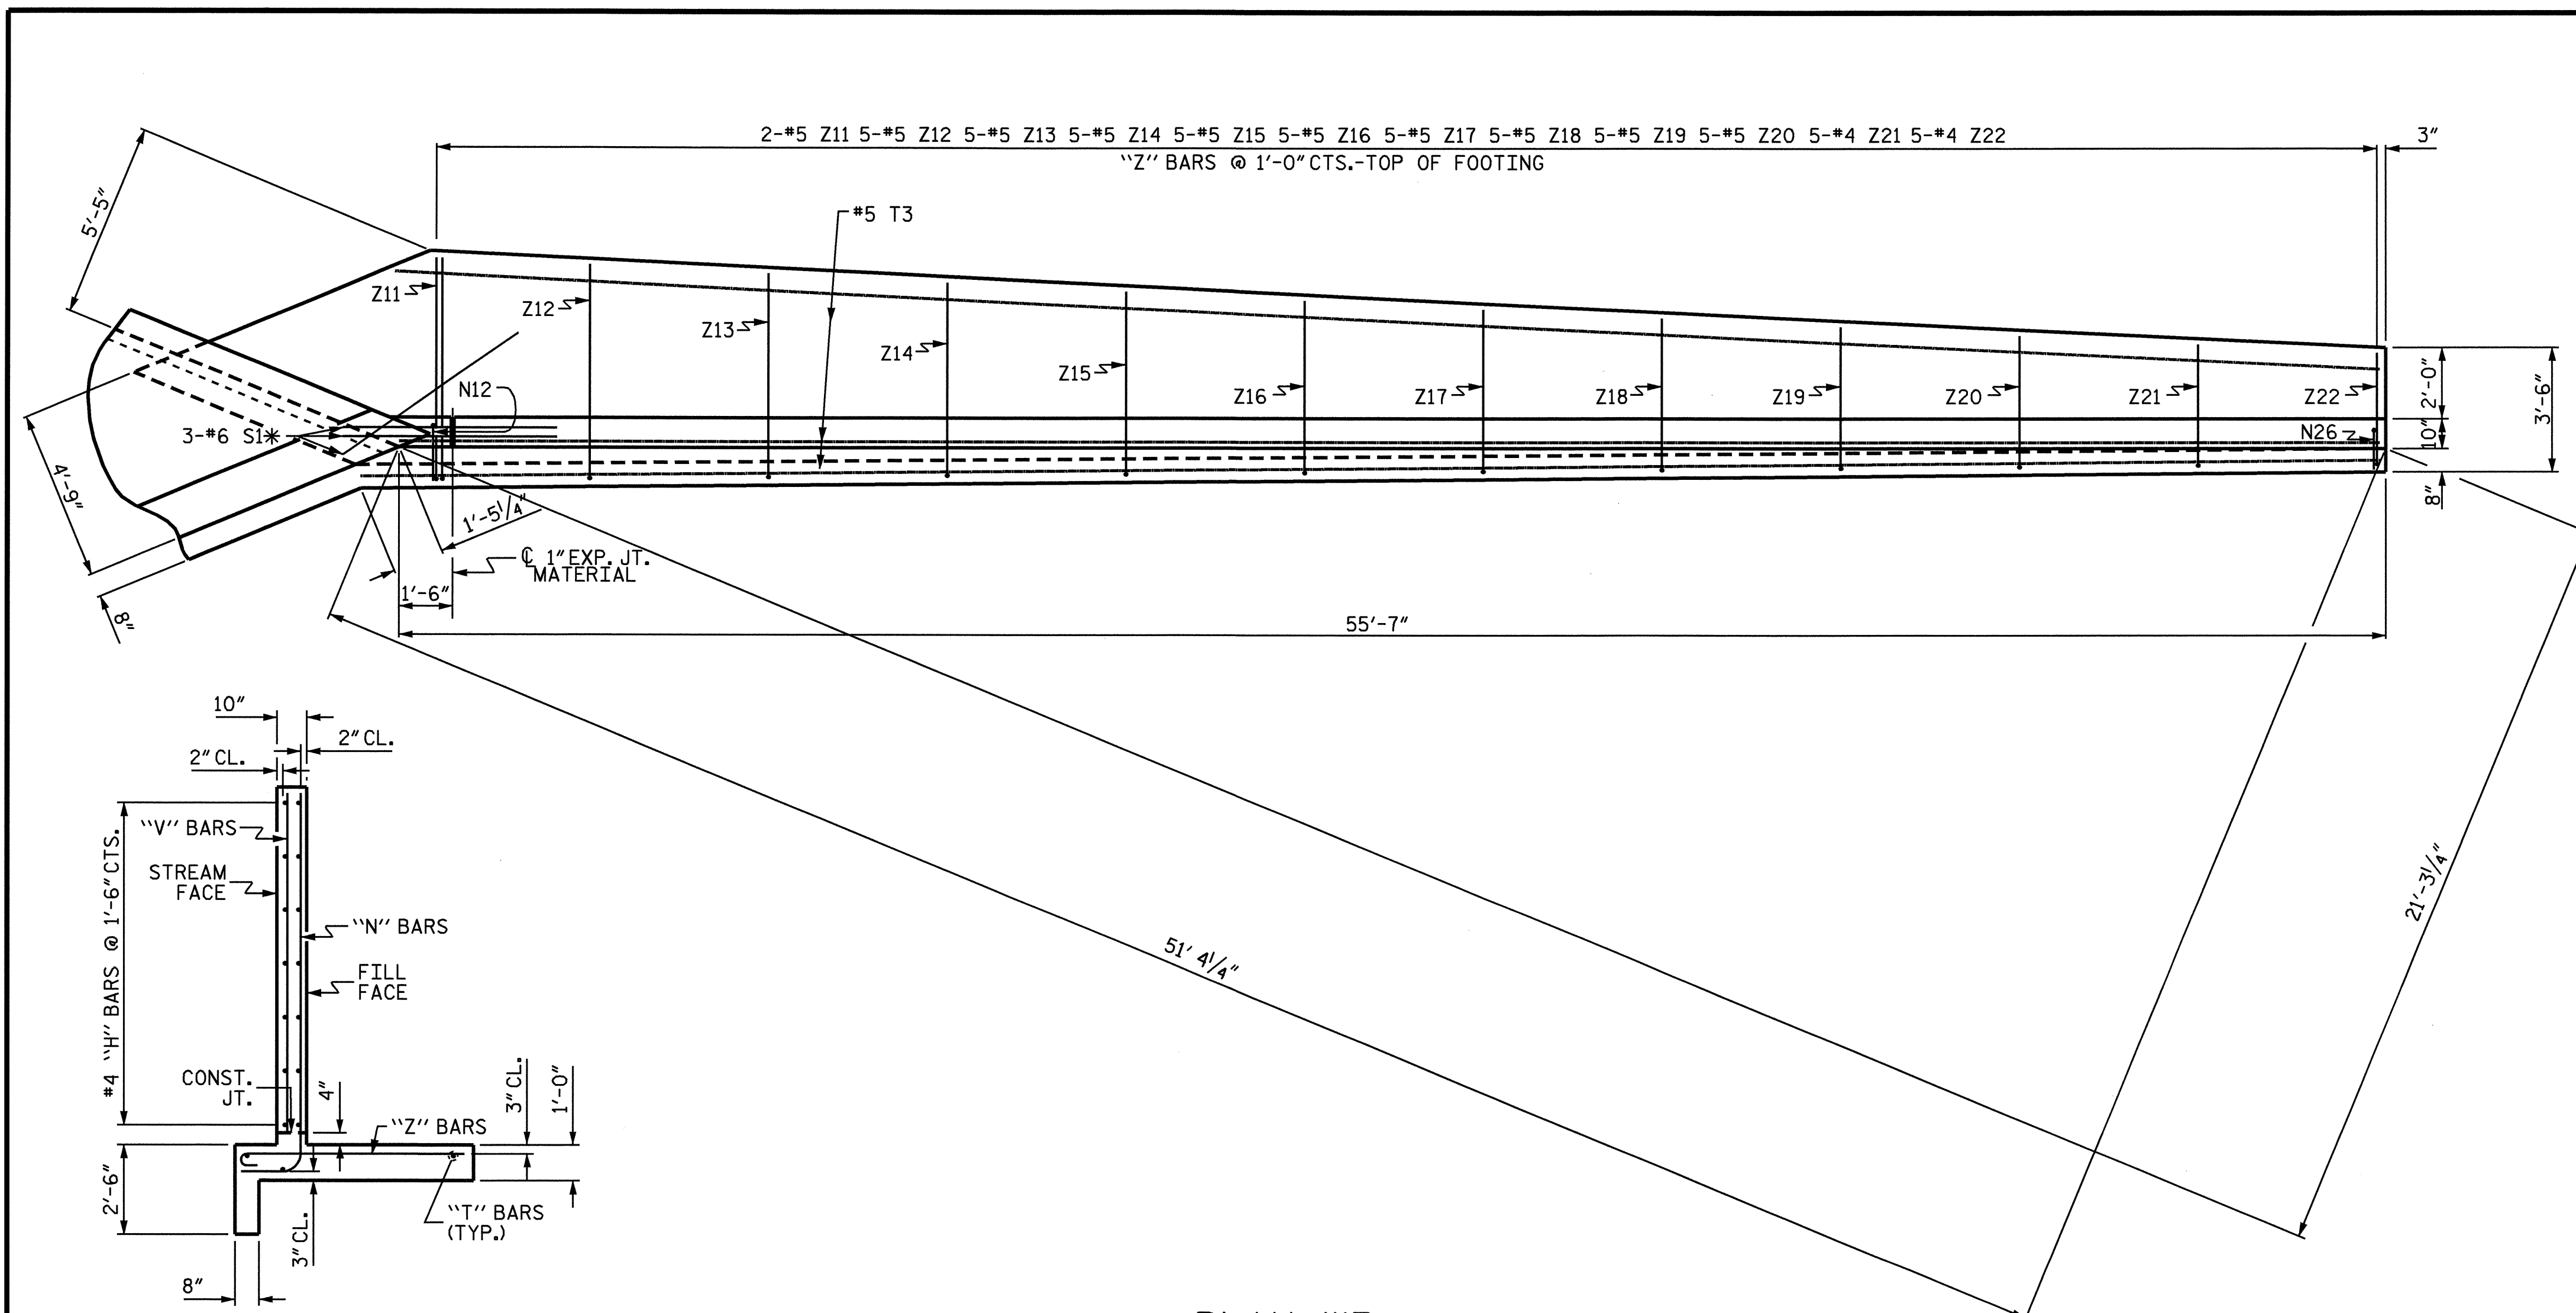 2-#5 Z11 5-#5 Z12 5-#5 Z13 5-#5 Z14 5-#5 Z15 5-#5 Z16 5-#5 Z17 5-#5 Z18 5-#5 Z19 5-#5 Z20 5-#4 Z21 5-#4 Z22
3"
"Z" BARS @ 1'-0" CTS.-TOP OF FOOTING
5'-5"
#5 T3
Z11
Z12
Z13
Z14
Z15
Z16
Z17
Z18
Z19
Z20
Z21
Z22
N12
3-#6 S1*
N26
2'-0"
10"
3'-6"
8"
4'-9"
8"
1'-5 1/4"
℄ 1" EXP. JT.
MATERIAL
1'-6"
55'-7"
51' 4 1/4"
21'-3 1/4"
10"
2" CL.
2" CL.
"V" BARS
STREAM
FACE
#4 "H" BARS @ 1'-6" CTS.
"N" BARS
FILL
FACE
CONST.
JT.
4"
3" CL.
1'-0"
"Z" BARS
2'-6"
"T" BARS
(TYP.)
3" CL.
8"